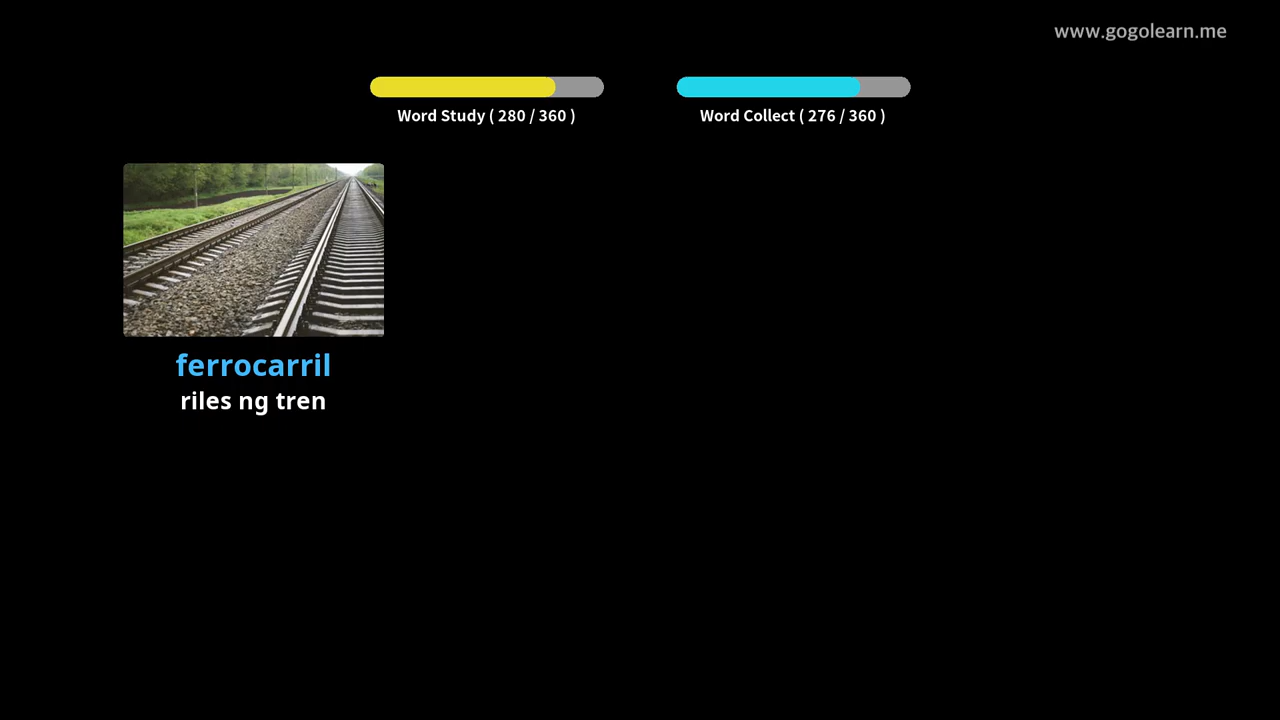 www.gogolearn.me
Word Study ( 280 / 360 )
Word Collect ( 276 / 360 )
ferrocarril
riles ng tren